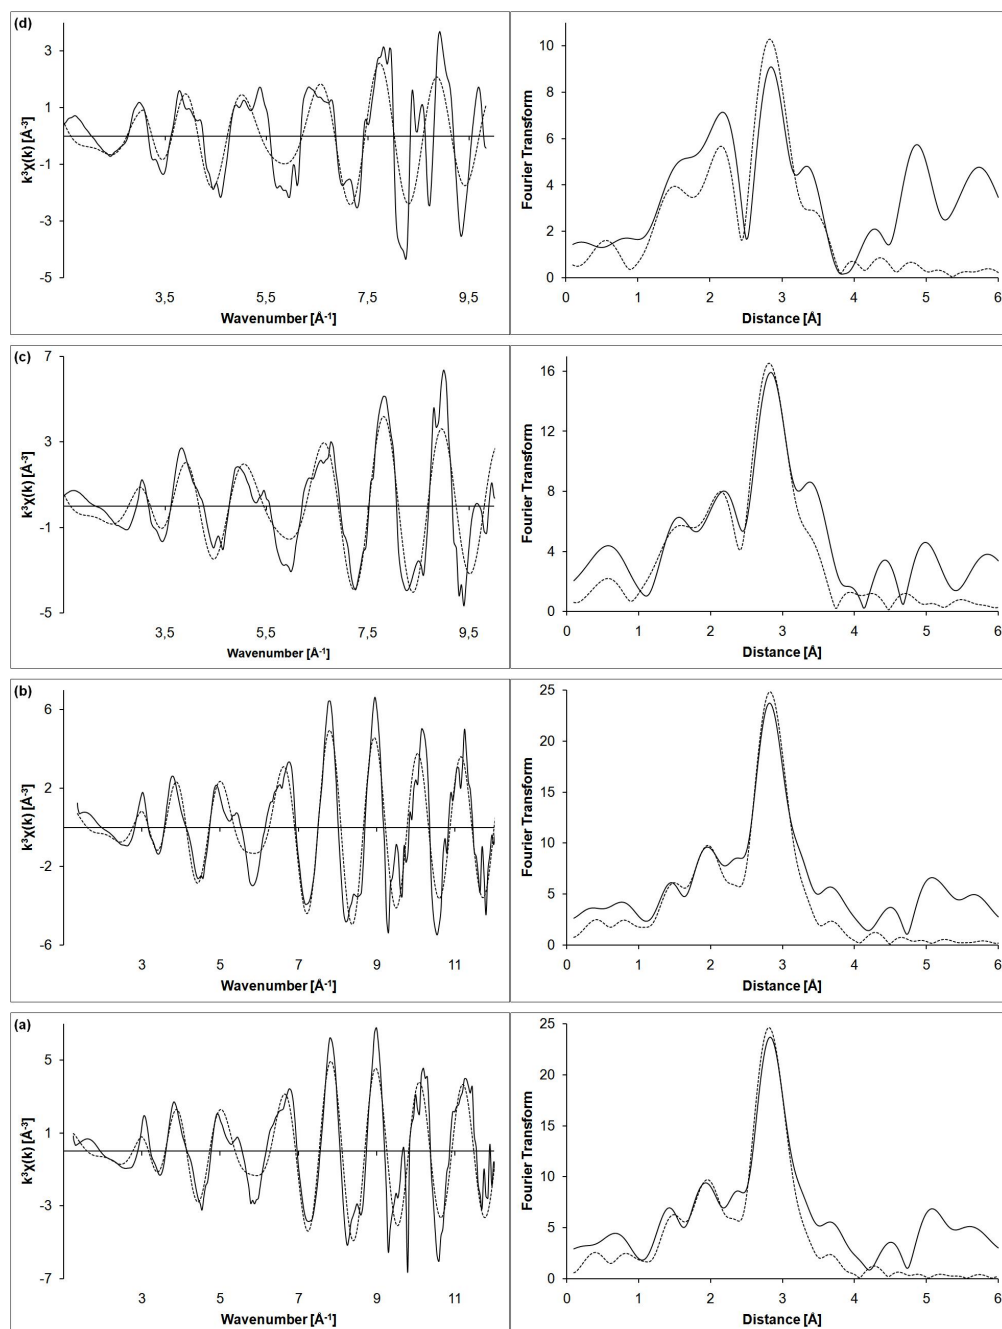 (d)
3
1
-1
-3
-5
k³χ(k) [Å⁻³]
3,5 5,5 7,5 9,5
Wavenumber [Å⁻¹]
10
8
6
4
2
0
Fourier Transform
0 1 2 3 4 5 6
Distance [Å]
(c)
7
3
-1
-5
k³χ(k) [Å⁻³]
3,5 5,5 7,5 9,5
Wavenumber [Å⁻¹]
16
12
8
4
0
Fourier Transform
0 1 2 3 4 5 6
Distance [Å]
(b)
6
2
-2
-6
k³χ(k) [Å⁻³]
3 5 7 9 11
Wavenumber [Å⁻¹]
25
20
15
10
5
0
Fourier Transform
0 1 2 3 4 5 6
Distance [Å]
(a)
5
1
-3
-7
k³χ(k) [Å⁻³]
3 5 7 9 11
Wavenumber [Å⁻¹]
25
20
15
10
5
0
Fourier Transform
0 1 2 3 4 5 6
Distance [Å]